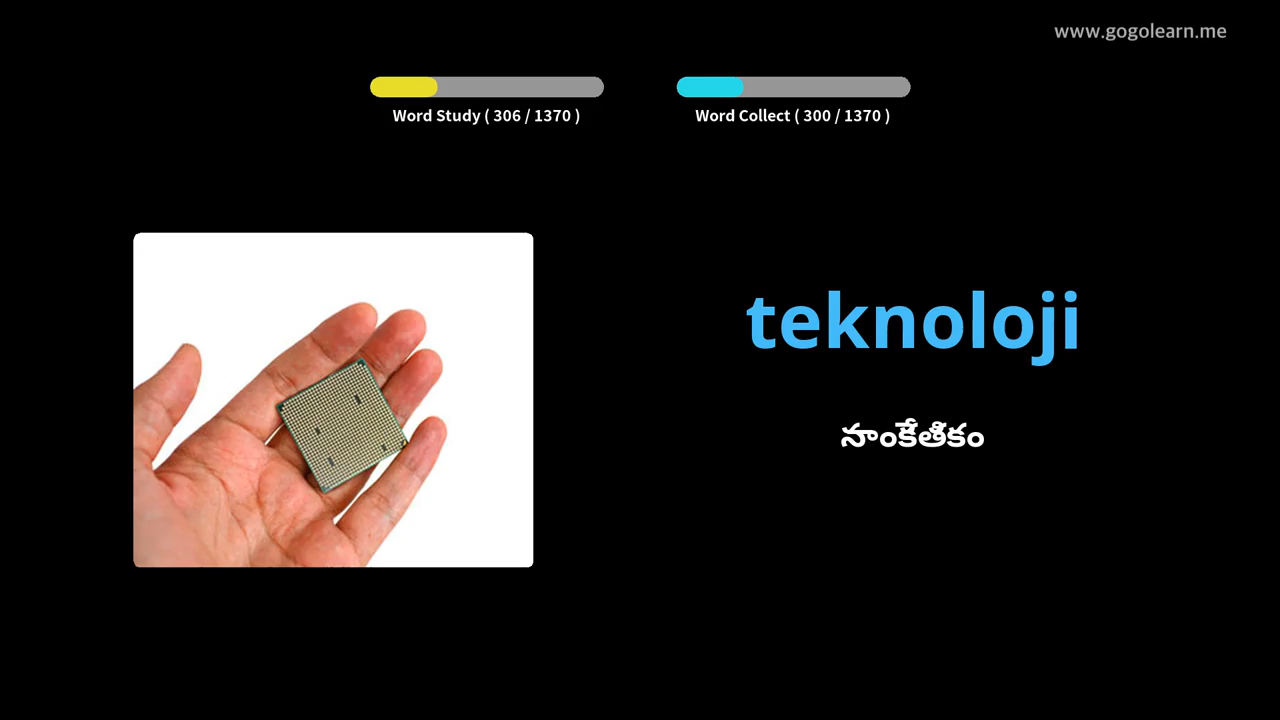 www.gogolearn.me
Word Study ( 306 / 1370 )
Word Collect ( 300 / 1370 )
teknoloji
సాంకేతికం